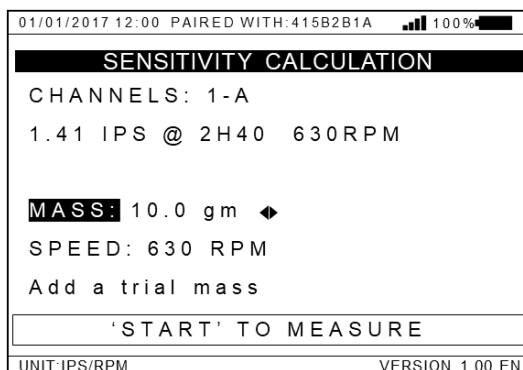 01/01/2017 12:00 PAIRED WITH:415B2B1A 100%
SENSITIVITY CALCULATION
CHANNELS: 1-A
1.41 IPS @ 2H40 630RPM
MASS: 10.0 gm
SPEED: 630 RPM
Add a trial mass
'START' TO MEASURE
UNIT:IPS/RPM VERSION 1.00 EN